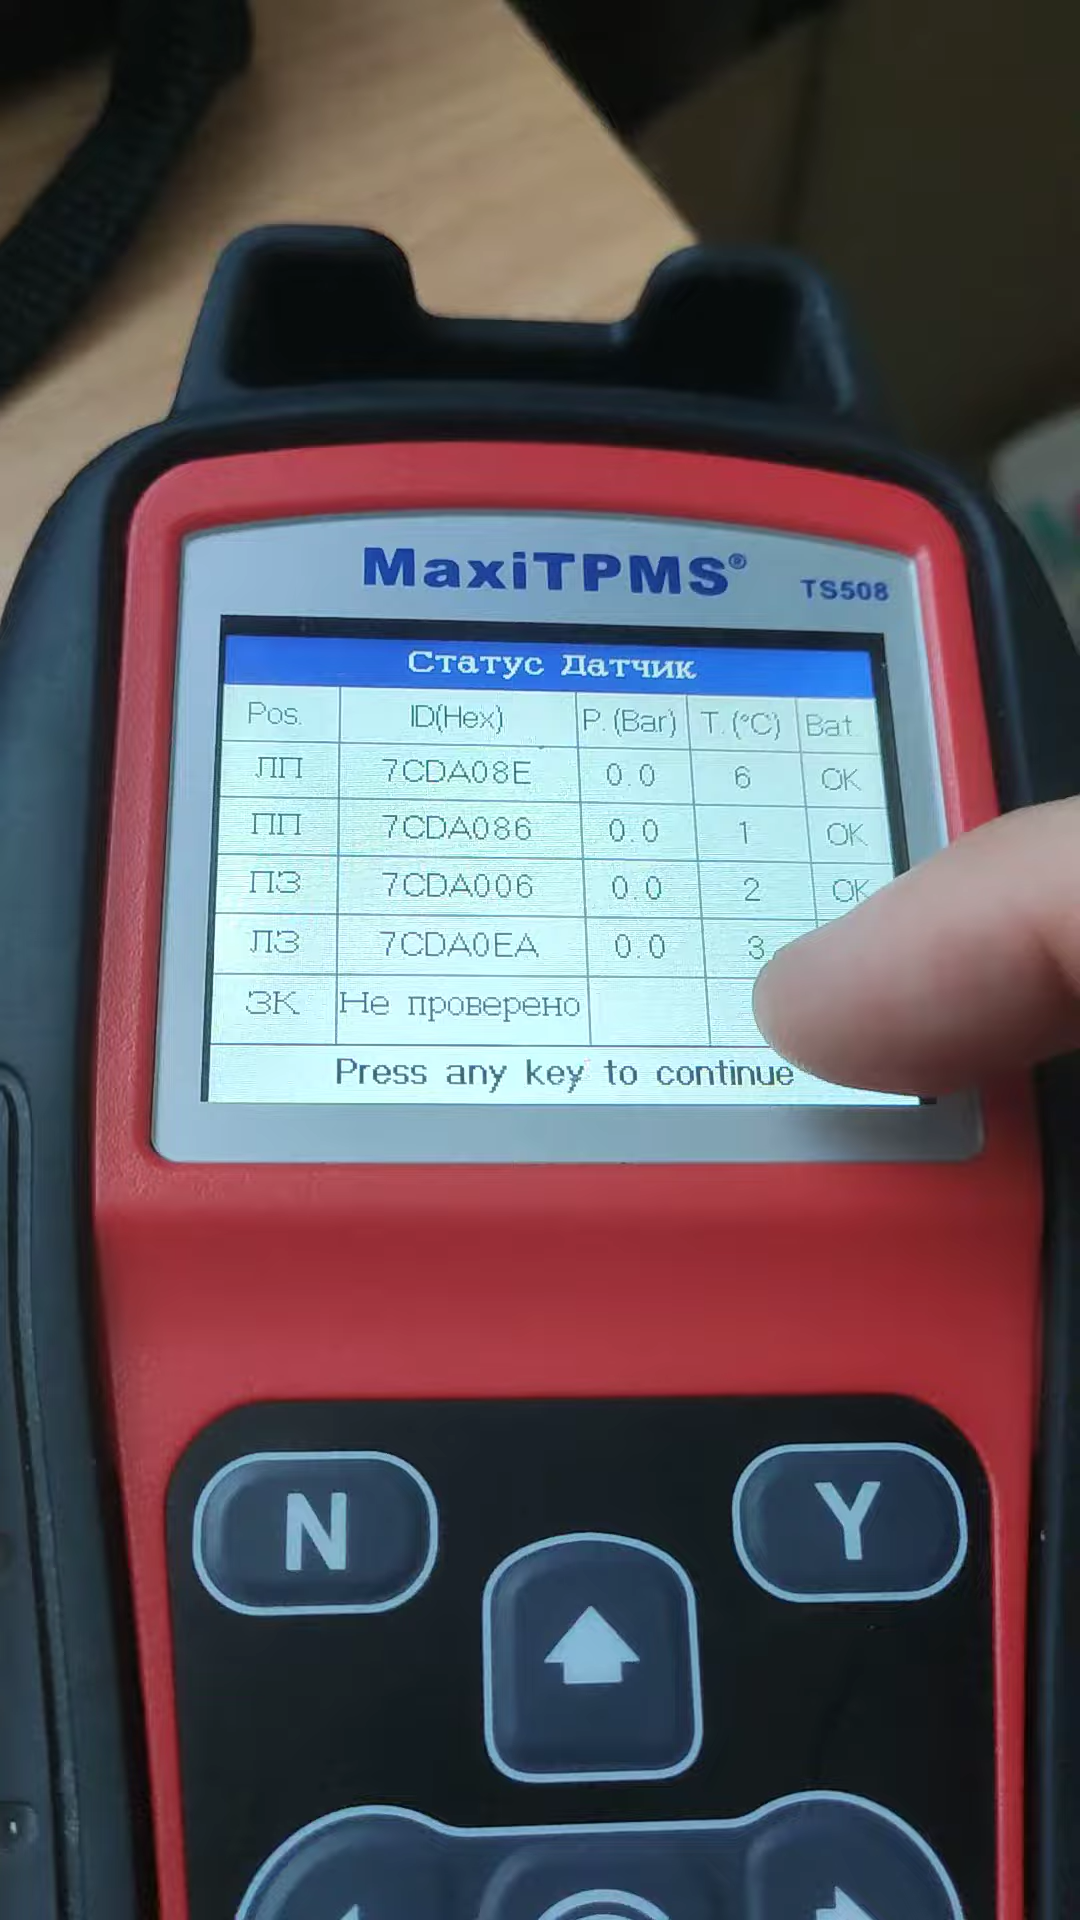 MaxiTPMS®
TS508
Статус Датчик
Pos. ID(Hex) P.(Bar) T.(°C) Bat.
ЛП 7CDA08E 0.0 6 OK
ПП 7CDA086 0.0 1 OK
ПЗ 7CDA006 0.0 2 OK
ЛЗ 7CDA0EA 0.0 3
ЗК Не проверено
Press any key to continue
N
Y